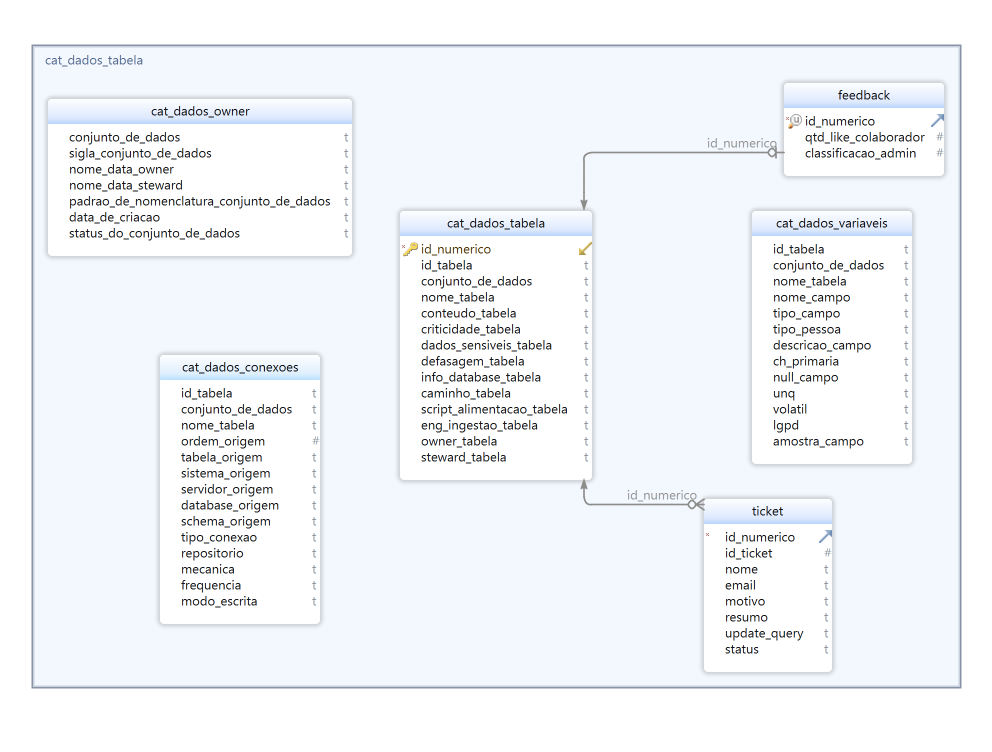 cat_dados_tabela
cat_dados_owner
conjunto_de_dados t
sigla_conjunto_de_dados t
nome_data_owner t
nome_data_steward t
padrao_de_nomenclatura_conjunto_de_dados t
data_de_criacao t
status_do_conjunto_de_dados t
feedback
id_numerico
qtd_like_colaborador #
classificacao_admin #
id_numerico
cat_dados_tabela
id_numerico
id_tabela t
conjunto_de_dados t
nome_tabela t
conteudo_tabela t
criticidade_tabela t
dados_sensiveis_tabela t
defasagem_tabela t
info_database_tabela t
caminho_tabela t
script_alimentacao_tabela t
eng_ingestao_tabela t
owner_tabela t
steward_tabela t
cat_dados_variaveis
id_tabela t
conjunto_de_dados t
nome_tabela t
nome_campo t
tipo_campo t
tipo_pessoa t
descricao_campo t
ch_primaria t
null_campo t
unq t
volatil t
lgpd t
amostra_campo t
cat_dados_conexoes
id_tabela t
conjunto_de_dados t
nome_tabela t
ordem_origem #
tabela_origem t
sistema_origem t
servidor_origem t
database_origem t
schema_origem t
tipo_conexao t
repositorio t
mecanica t
frequencia t
modo_escrita t
id_numerico
ticket
id_numerico
id_ticket #
nome t
email t
motivo t
resumo t
update_query t
status t